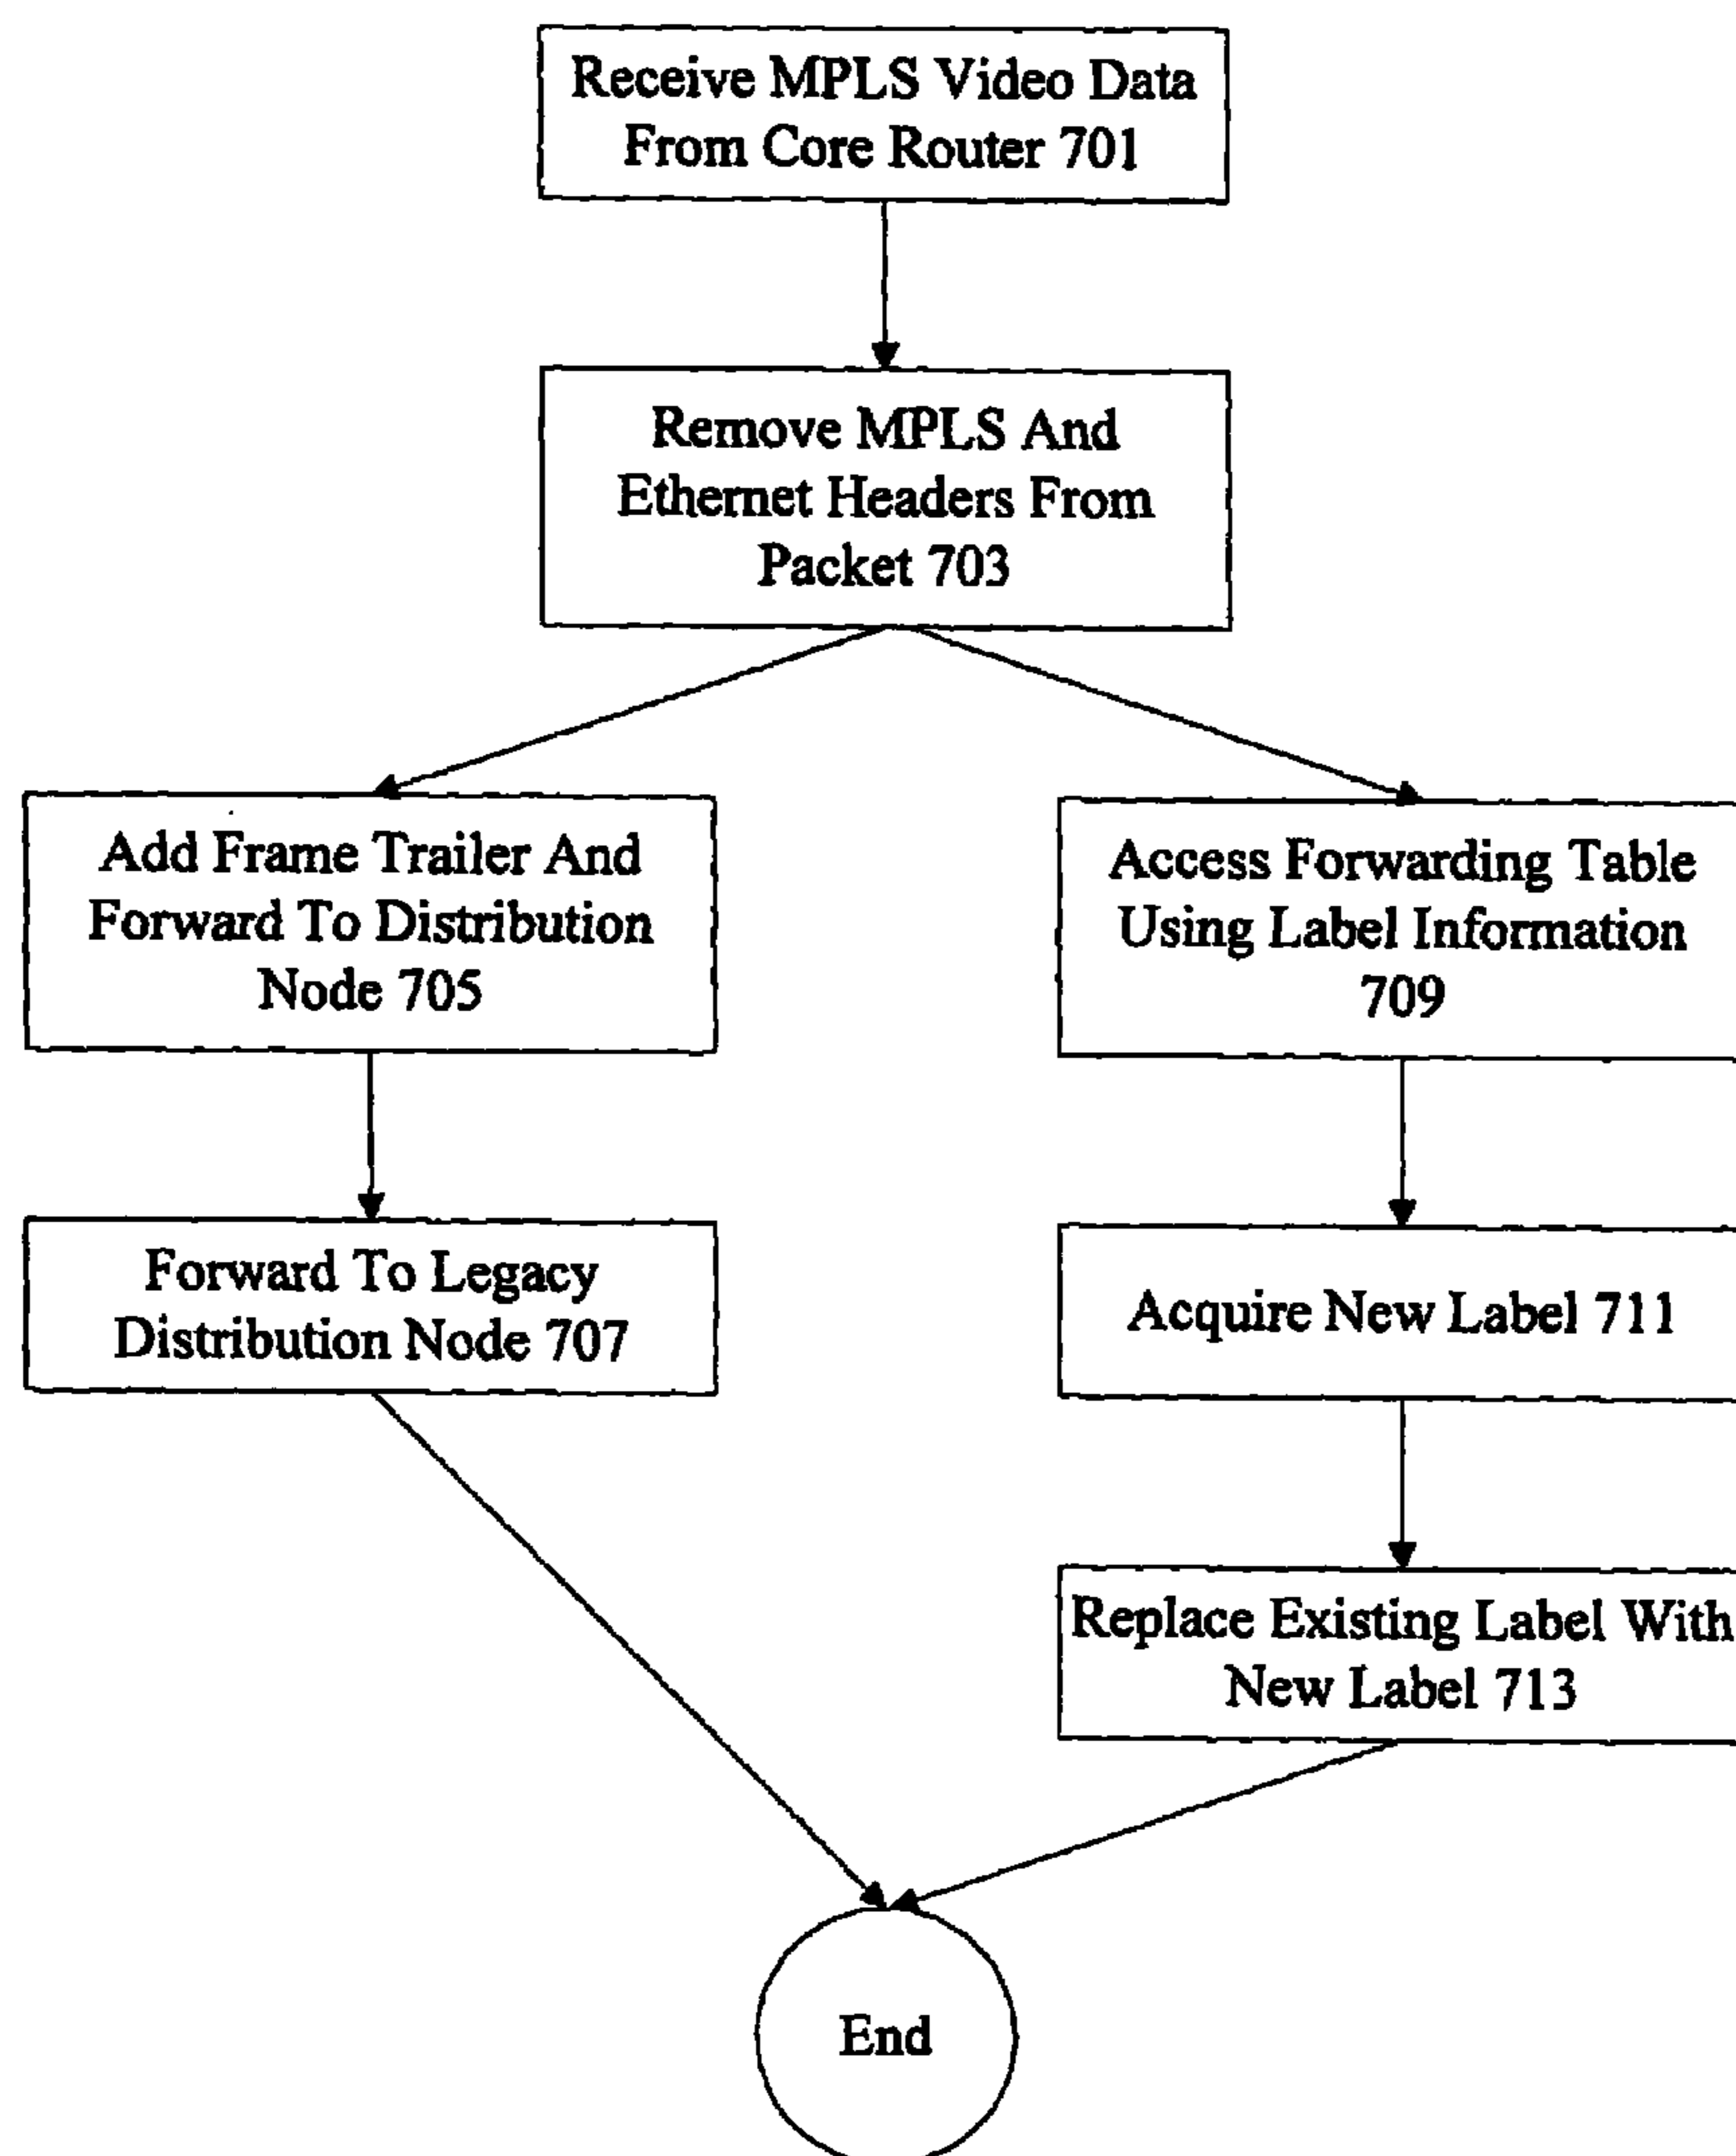 Receive MPLS Video Data
From Core Router 701
Remove MPLS And
Ethernet Headers From
Packet 703
Add Frame Trailer And
Forward To Distribution
Node 705
Forward To Legacy
Distribution Node 707
Access Forwarding Table
Using Label Information
709
Acquire New Label 711
Replace Existing Label With
New Label 713
End